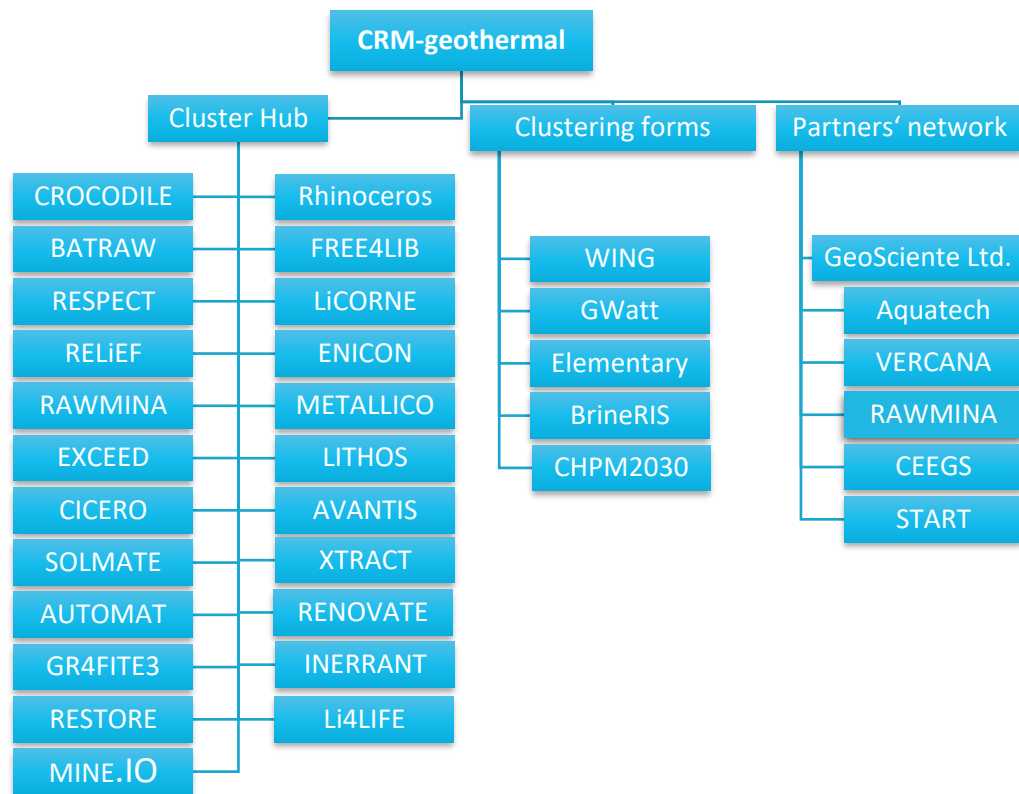 CRM-geothermal
Cluster Hub
Clustering forms
Partners‘ network
CROCODILE
Rhinoceros
BATRAW
FREE4LIB
RESPECT
LiCORNE
RELiEF
ENICON
RAWMINA
METALLICO
EXCEED
LITHOS
CICERO
AVANTIS
SOLMATE
XTRACT
AUTOMAT
RENOVATE
GR4FITE3
INERRANT
RESTORE
Li4LIFE
MINE.IO
WING
GWatt
Elementary
BrineRIS
CHPM2030
GeoSciente Ltd.
Aquatech
VERCANA
RAWMINA
CEEGS
START